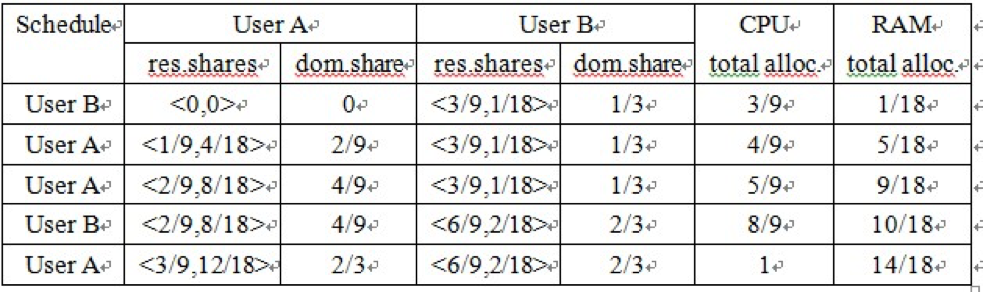 Schedule User A User B CPU RAM
res.shares dom.share res.shares dom.share total alloc. total alloc.
User B <0,0> 0 <3/9,1/18> 1/3 3/9 1/18
User A <1/9,4/18> 2/9 <3/9,1/18> 1/3 4/9 5/18
User A <2/9,8/18> 4/9 <3/9,1/18> 1/3 5/9 9/18
User B <2/9,8/18> 4/9 <6/9,2/18> 2/3 8/9 10/18
User A <3/9,12/18> 2/3 <6/9,2/18> 2/3 1 14/18